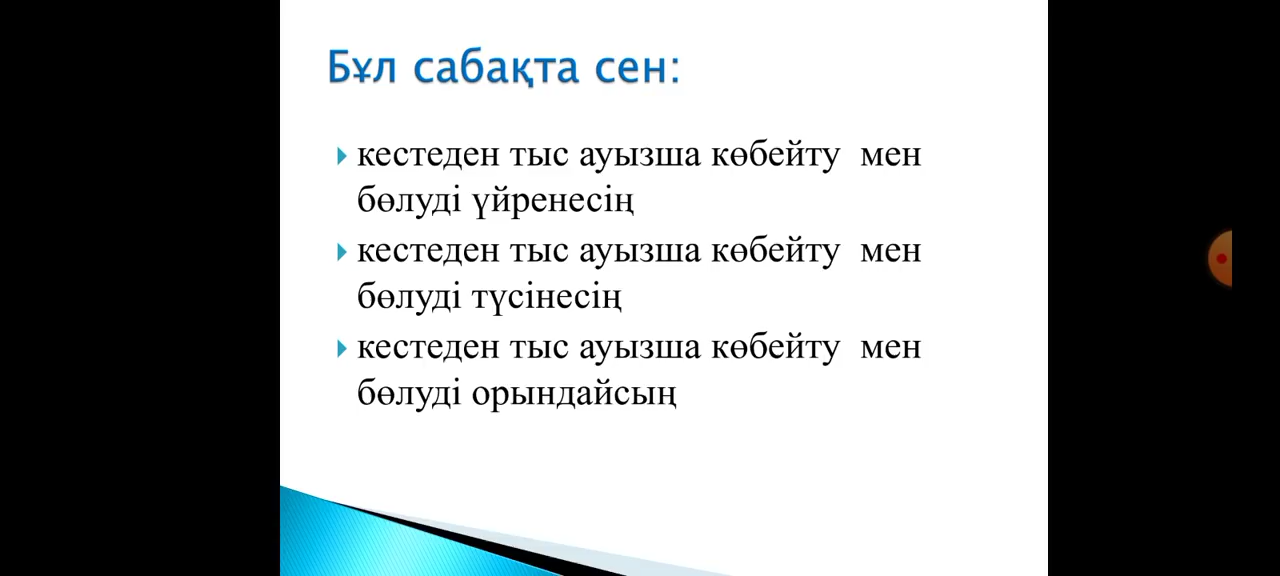 Бұл сабақта сен:
кестеден тыс ауызша көбейту мен
бөлуді үйренесің
кестеден тыс ауызша көбейту мен
бөлуді түсінесің
кестеден тыс ауызша көбейту мен
бөлуді орындайсың